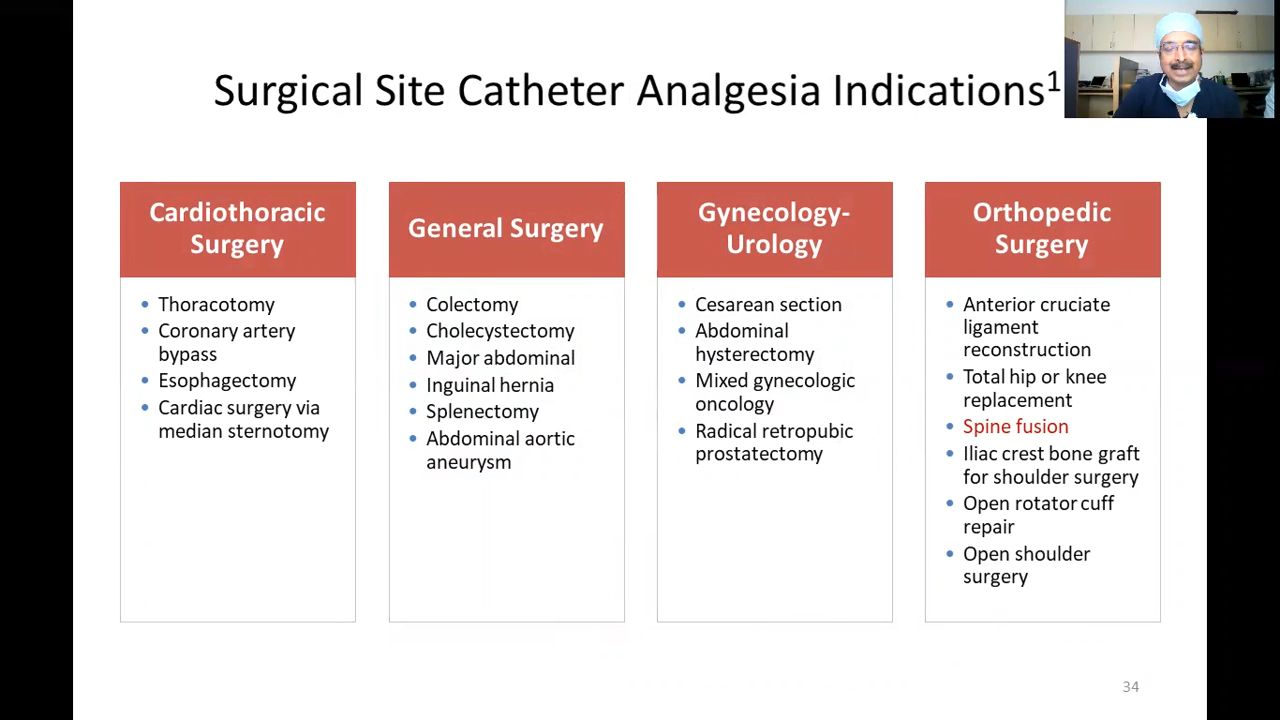 Surgical Site Catheter Analgesia Indications¹
Cardiothoracic
Surgery
• Thoracotomy
• Coronary artery
bypass
• Esophagectomy
• Cardiac surgery via
median sternotomy
General Surgery
• Colectomy
• Cholecystectomy
• Major abdominal
• Inguinal hernia
• Splenectomy
• Abdominal aortic
aneurysm
Gynecology-
Urology
• Cesarean section
• Abdominal
hysterectomy
• Mixed gynecologic
oncology
• Radical retropubic
prostatectomy
Orthopedic
Surgery
• Anterior cruciate
ligament
reconstruction
• Total hip or knee
replacement
• Spine fusion
• Iliac crest bone graft
for shoulder surgery
• Open rotator cuff
repair
• Open shoulder
surgery
34